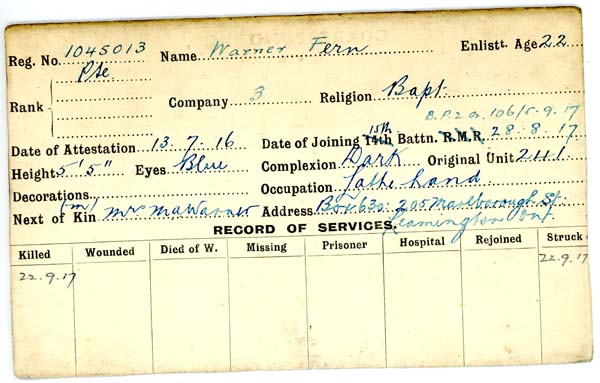 Reg. No. 1045013 Name Warner Fern Enlistt. Age 22
Rank Pte Company 3 Religion Bapt.
B.P.2 O. 106/5.9.17
Date of Attestation 13.7.16 Date of Joining 15th 14th Battn. R.M.R. 28.8.17
Height 5' 5" Eyes Blue Complexion Dark Original Unit 241.
Decorations Occupation Lathe hand
Next of Kin (m) Mrs M.A. Warner Address Box 630. 205 Marlborough St.
Leamington Ont.
RECORD OF SERVICES.
Killed Wounded Died of W. Missing Prisoner Hospital Rejoined Struck
22.9.17 22.9.17